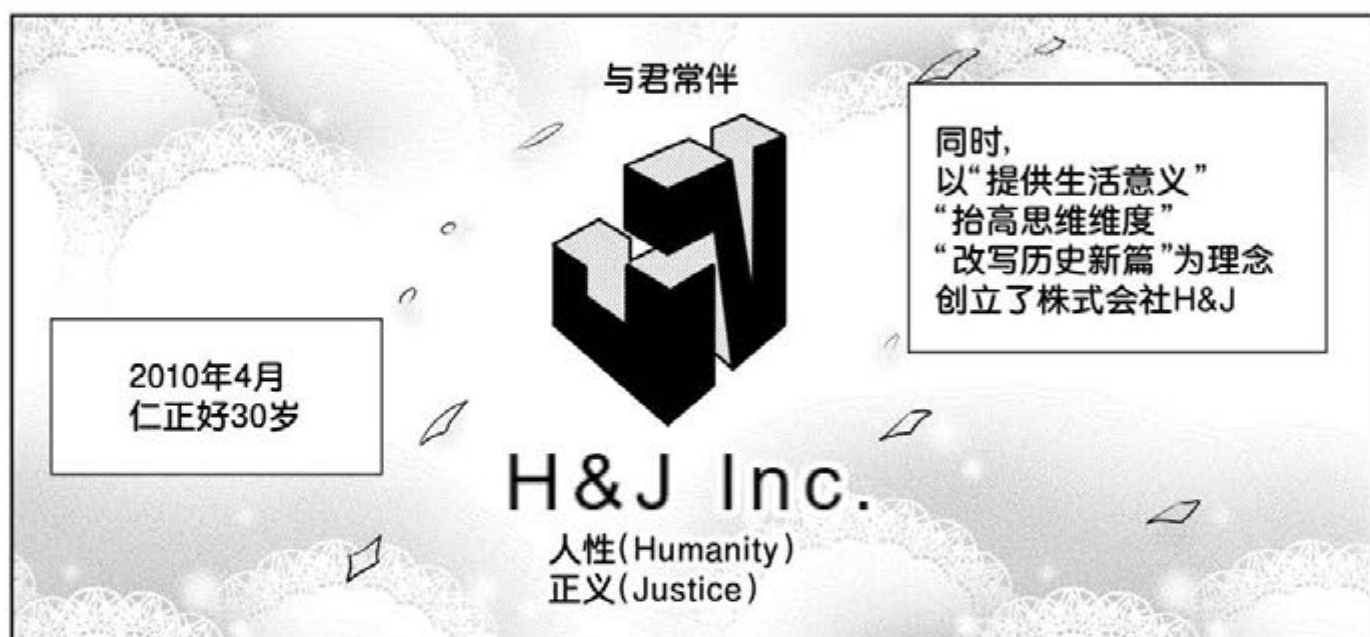 与君常伴
同时,
以“提供生活意义”
“抬高思维维度”
“改写历史新篇”为理念
创立了株式会社H&J
2010年4月
仁正好30岁
H&J Inc.
人性(Humanity)
正义(Justice)